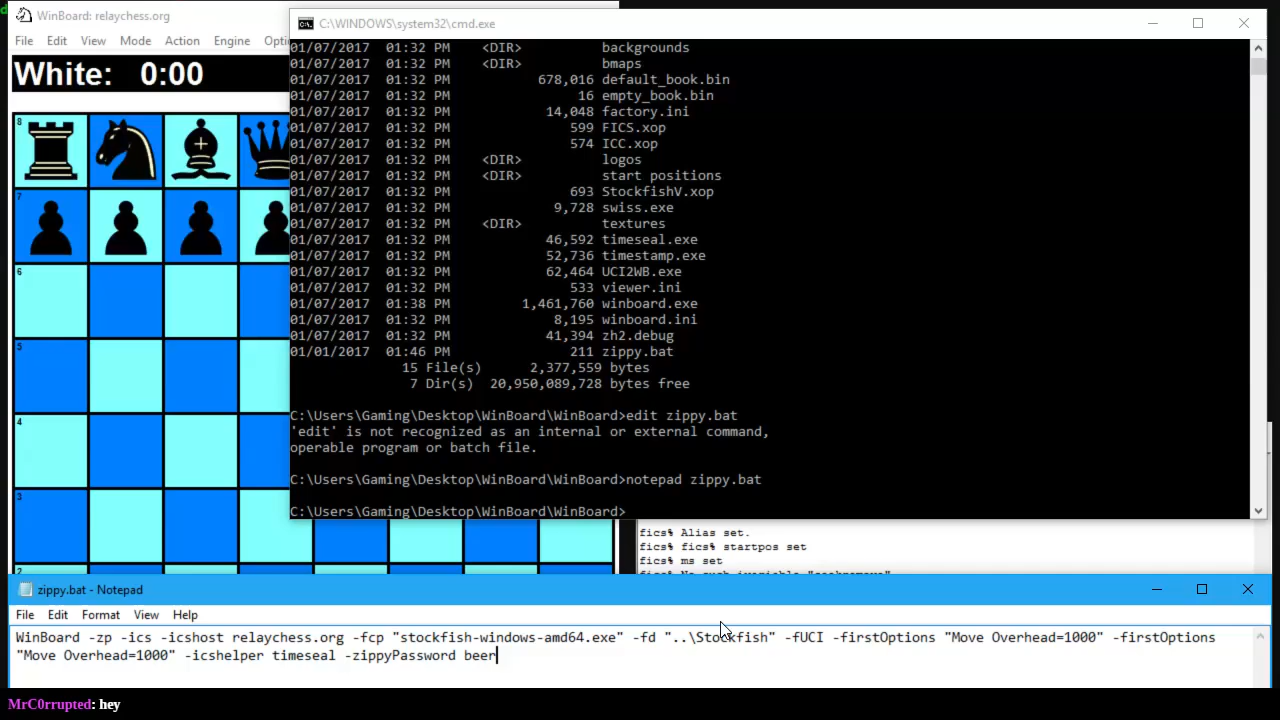 WinBoard: relaychess.org
File Edit View Mode Action Engine
White: 0:00
8
7
6
5
4
3
C:\WINDOWS\system32\cmd.exe
01/07/2017 01:32 PM <DIR> backgrounds
01/07/2017 01:32 PM <DIR> bmaps
01/07/2017 01:32 PM 678,016 default_book.bin
01/07/2017 01:32 PM 16 empty_book.bin
01/07/2017 01:32 PM 14,048 factory.ini
01/07/2017 01:32 PM 599 FICS.xop
01/07/2017 01:32 PM 574 ICC.xop
01/07/2017 01:32 PM <DIR> logos
01/07/2017 01:32 PM <DIR> start positions
01/07/2017 01:32 PM 693 StockfishV.xop
01/07/2017 01:32 PM 9,728 swiss.exe
01/07/2017 01:32 PM <DIR> textures
01/07/2017 01:32 PM 46,592 timeseal.exe
01/07/2017 01:32 PM 52,736 timestamp.exe
01/07/2017 01:32 PM 62,464 UCI2WB.exe
01/07/2017 01:32 PM 533 viewer.ini
01/07/2017 01:38 PM 1,461,760 winboard.exe
01/07/2017 01:32 PM 8,195 winboard.ini
01/07/2017 01:32 PM 41,394 zh2.debug
01/01/2017 01:46 PM 211 zippy.bat
15 File(s) 2,377,559 bytes
7 Dir(s) 20,950,089,728 bytes free
C:\Users\Gaming\Desktop\WinBoard\WinBoard>edit zippy.bat
'edit' is not recognized as an internal or external command,
operable program or batch file.
C:\Users\Gaming\Desktop\WinBoard\WinBoard>notepad zippy.bat
C:\Users\Gaming\Desktop\WinBoard\WinBoard>
fics% Alias set.
fics% fics% startpos set
fics% ms set
zippy.bat - Notepad
File Edit Format View Help
WinBoard -zp -ics -icshost relaychess.org -fcp "stockfish-windows-amd64.exe" -fd "..\Stockfish" -fUCI -firstOptions "Move Overhead=1000" -firstOptions
"Move Overhead=1000" -icshelper timeseal -zippyPassword beer
MrC0rrupted: hey